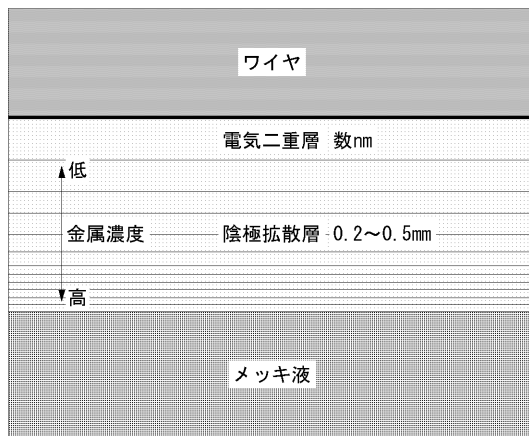 ワイヤ
電気二重層 数nm
低
金属濃度
陰極拡散層 0.2～0.5mm
高
メッキ液